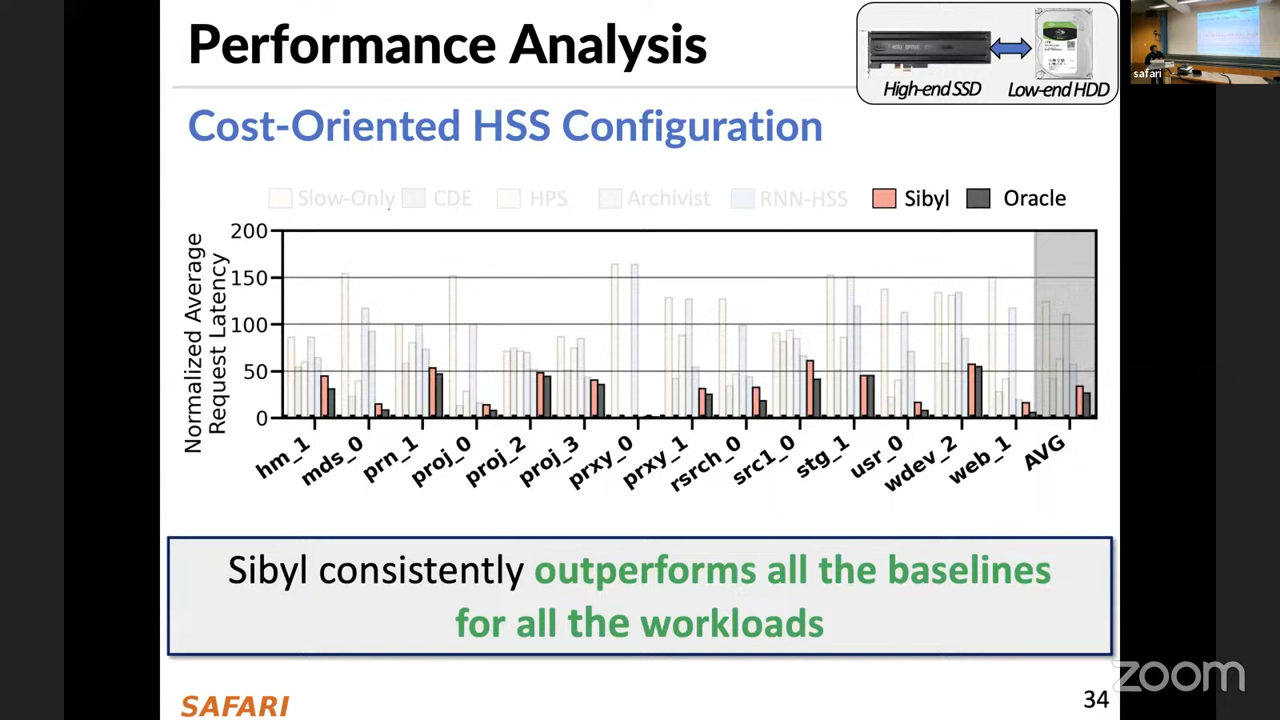 Performance Analysis
High-end SSD
Low-end HDD
safari
Cost-Oriented HSS Configuration
Slow-Only CDE HPS Archivist RNN-HSS Sibyl Oracle
Normalized Average
Request Latency
200
150
100
50
0
hm_1 mds_0 prn_1 proj_0 proj_2 proj_3 prxy_0 prxy_1 rsrch_0 src1_0 stg_1 usr_0 wdev_2 web_1 AVG
Sibyl consistently outperforms all the baselines
for all the workloads
SAFARI
34
zoom